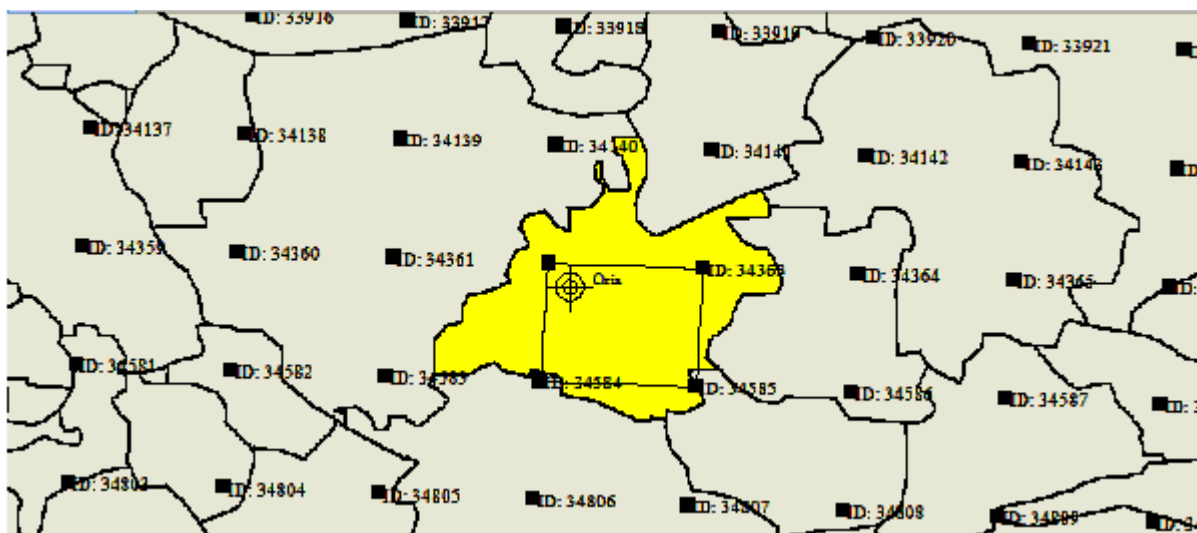 ID: 33916
ID: 33917
ID: 33918
ID: 33919
ID: 33920
ID: 33921
ID: 34137
ID: 34138
ID: 34139
ID: 34140
ID: 34141
ID: 34142
ID: 34143
ID: 34359
ID: 34360
ID: 34361
ID: 34363
ID: 34364
ID: 34365
Oria
ID: 34581
ID: 34582
ID: 34583
ID: 34584
ID: 34585
ID: 34586
ID: 34587
ID: 34803
ID: 34804
ID: 34805
ID: 34806
ID: 34807
ID: 34808
ID: 34809